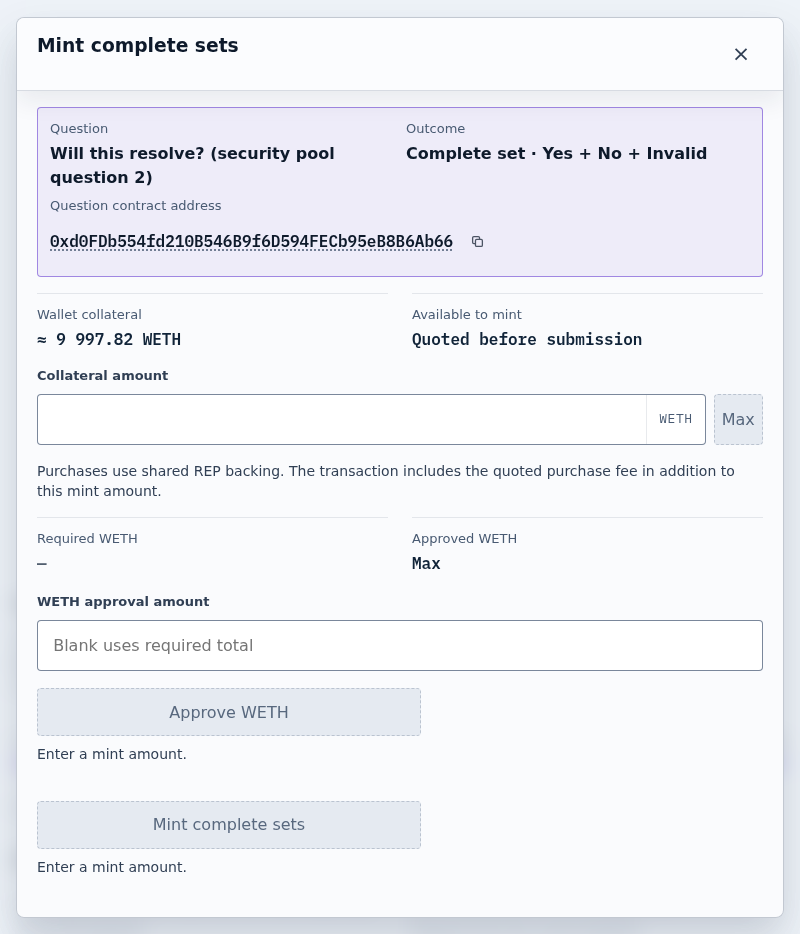 Mint complete sets
Question
Will this resolve? (security pool
question 2)
Outcome
Complete set · Yes + No + Invalid
Question contract address
0xd0FDb554fd210B546B9f6D594FECb95eB8B6Ab66
Wallet collateral
≈ 9 997.82 WETH
Available to mint
Quoted before submission
Collateral amount
WETH
Max
Purchases use shared REP backing. The transaction includes the quoted purchase fee in addition to
this mint amount.
Required WETH
—
Approved WETH
Max
WETH approval amount
Blank uses required total
Approve WETH
Enter a mint amount.
Mint complete sets
Enter a mint amount.